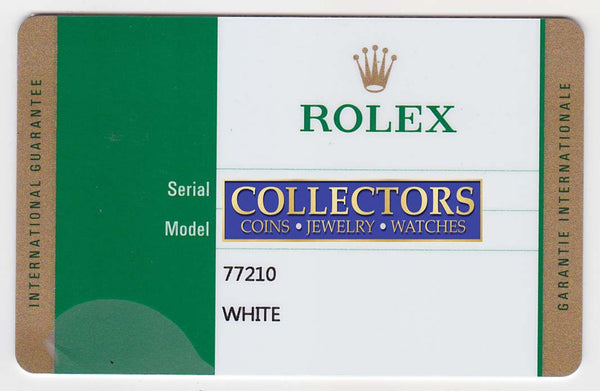 INTERNATIONAL GUARANTEE
ROLEX
Serial
Model
COLLECTORS
COINS • JEWELRY • WATCHES
77210
WHITE
GARANTIE INTERNATIONALE